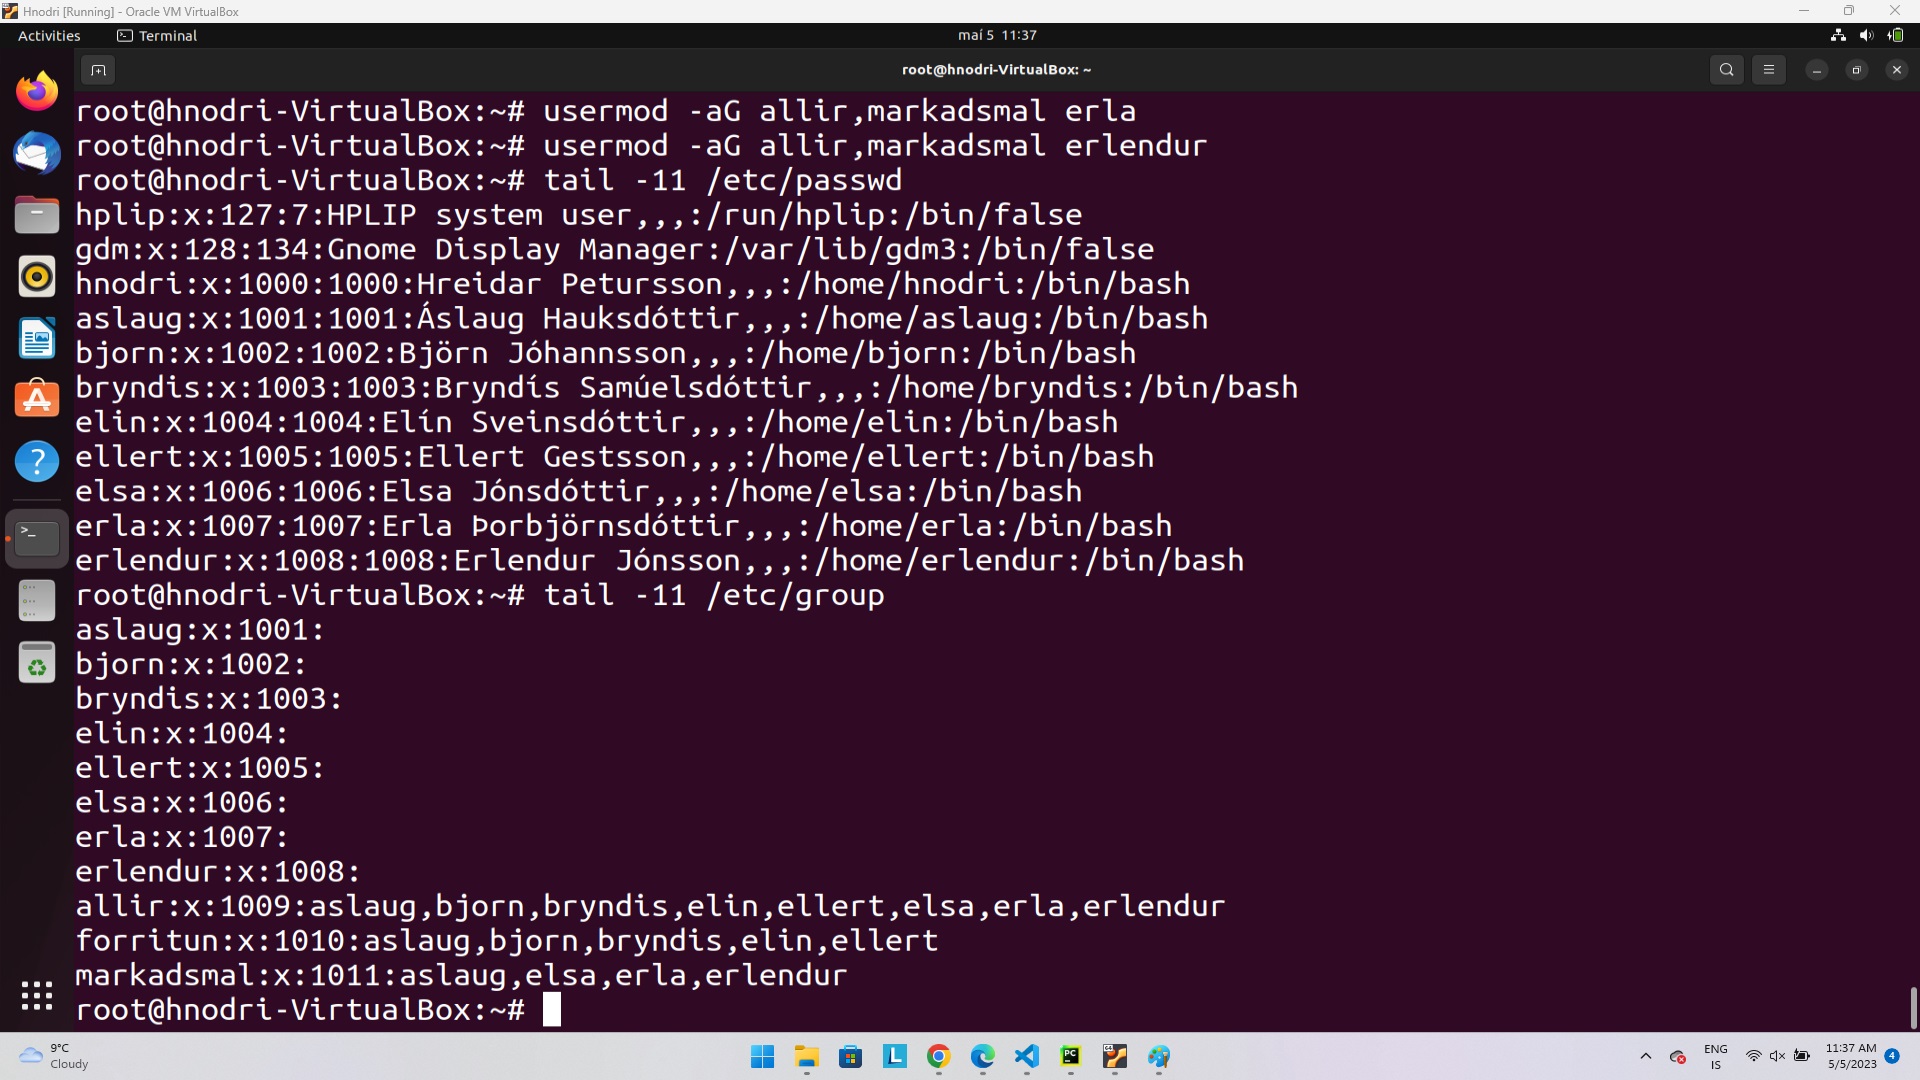 Hnodri [Running] - Oracle VM VirtualBox
Activities Terminal maí 5 11:37
root@hnodri-VirtualBox: ~
root@hnodri-VirtualBox:~# usermod -aG allir,markadsmal erla
root@hnodri-VirtualBox:~# usermod -aG allir,markadsmal erlendur
root@hnodri-VirtualBox:~# tail -11 /etc/passwd
hplip:x:127:7:HPLIP system user,,,:/run/hplip:/bin/false
gdm:x:128:134:Gnome Display Manager:/var/lib/gdm3:/bin/false
hnodri:x:1000:1000:Hreidar Petursson,,,:/home/hnodri:/bin/bash
aslaug:x:1001:1001:Áslaug Hauksdóttir,,,:/home/aslaug:/bin/bash
bjorn:x:1002:1002:Björn Jóhannsson,,,:/home/bjorn:/bin/bash
bryndis:x:1003:1003:Bryndís Samúelsdóttir,,,:/home/bryndis:/bin/bash
elin:x:1004:1004:Elín Sveinsdóttir,,,:/home/elin:/bin/bash
ellert:x:1005:1005:Ellert Gestsson,,,:/home/ellert:/bin/bash
elsa:x:1006:1006:Elsa Jónsdóttir,,,:/home/elsa:/bin/bash
erla:x:1007:1007:Erla Þorbjörnsdóttir,,,:/home/erla:/bin/bash
erlendur:x:1008:1008:Erlendur Jónsson,,,:/home/erlendur:/bin/bash
root@hnodri-VirtualBox:~# tail -11 /etc/group
aslaug:x:1001:
bjorn:x:1002:
bryndis:x:1003:
elin:x:1004:
ellert:x:1005:
elsa:x:1006:
erla:x:1007:
erlendur:x:1008:
allir:x:1009:aslaug,bjorn,bryndis,elin,ellert,elsa,erla,erlendur
forritun:x:1010:aslaug,bjorn,bryndis,elin,ellert
markadsmal:x:1011:aslaug,elsa,erla,erlendur
root@hnodri-VirtualBox:~#
9°C
Cloudy
ENG
IS
11:37 AM
5/5/2023
4